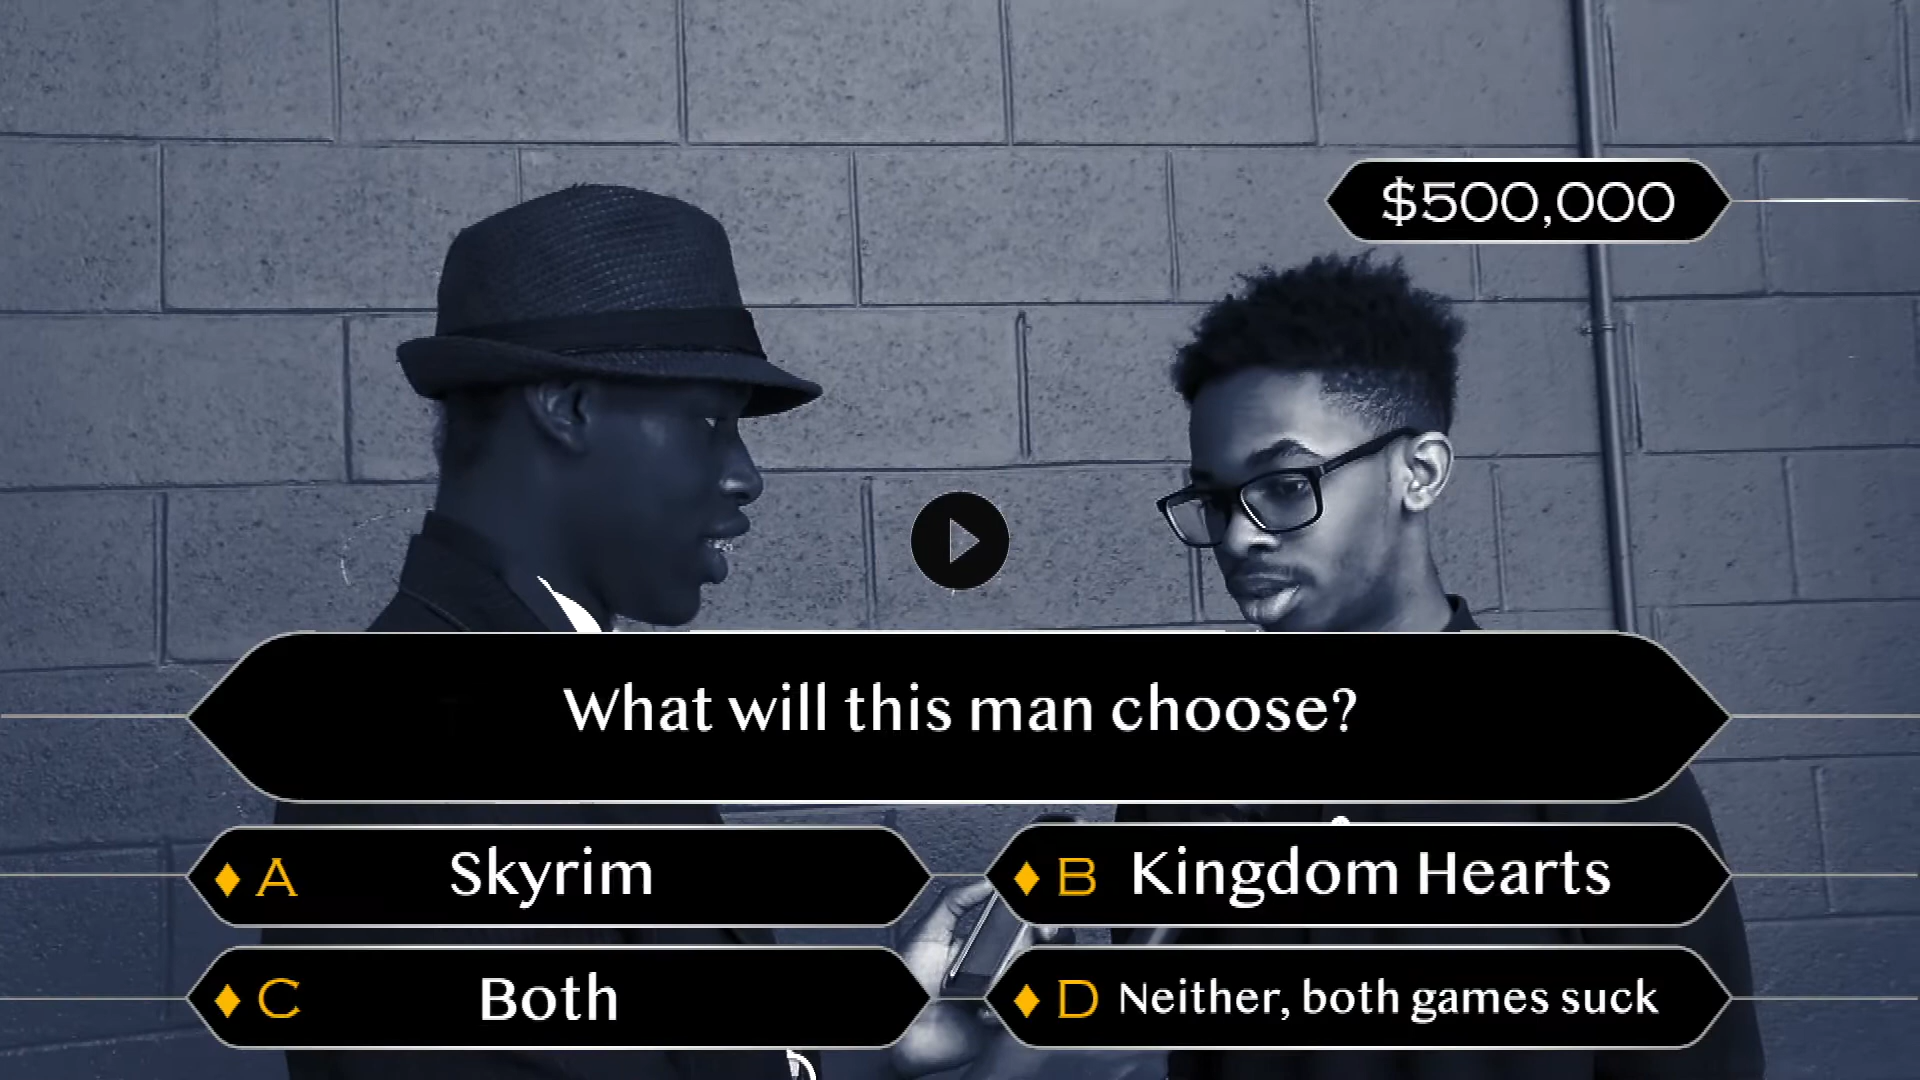 $500,000
What will this man choose?
A Skyrim
B Kingdom Hearts
C Both
D Neither, both games suck